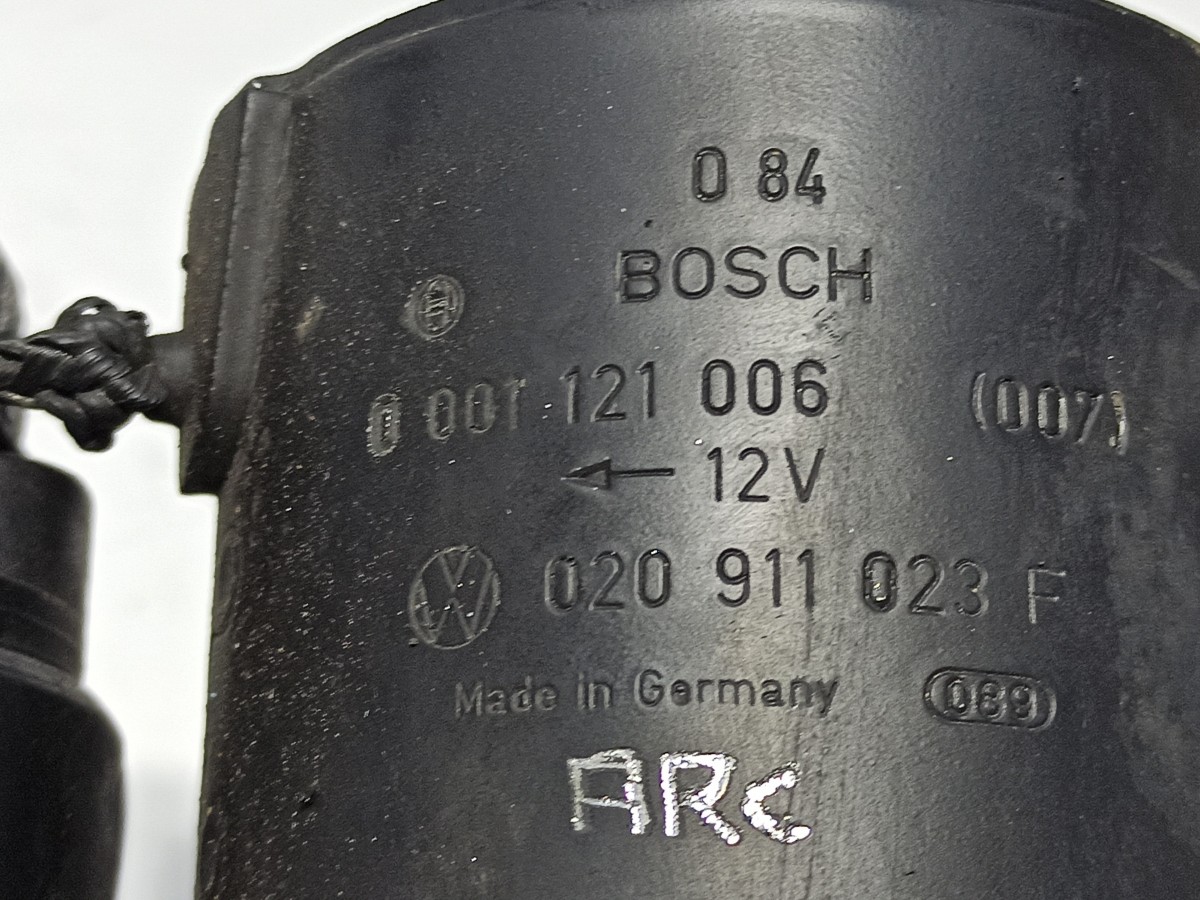 0 84
BOSCH
0 001 121 006 (007)
← 12V
020 911 023 F
Made in Germany 089
ARC